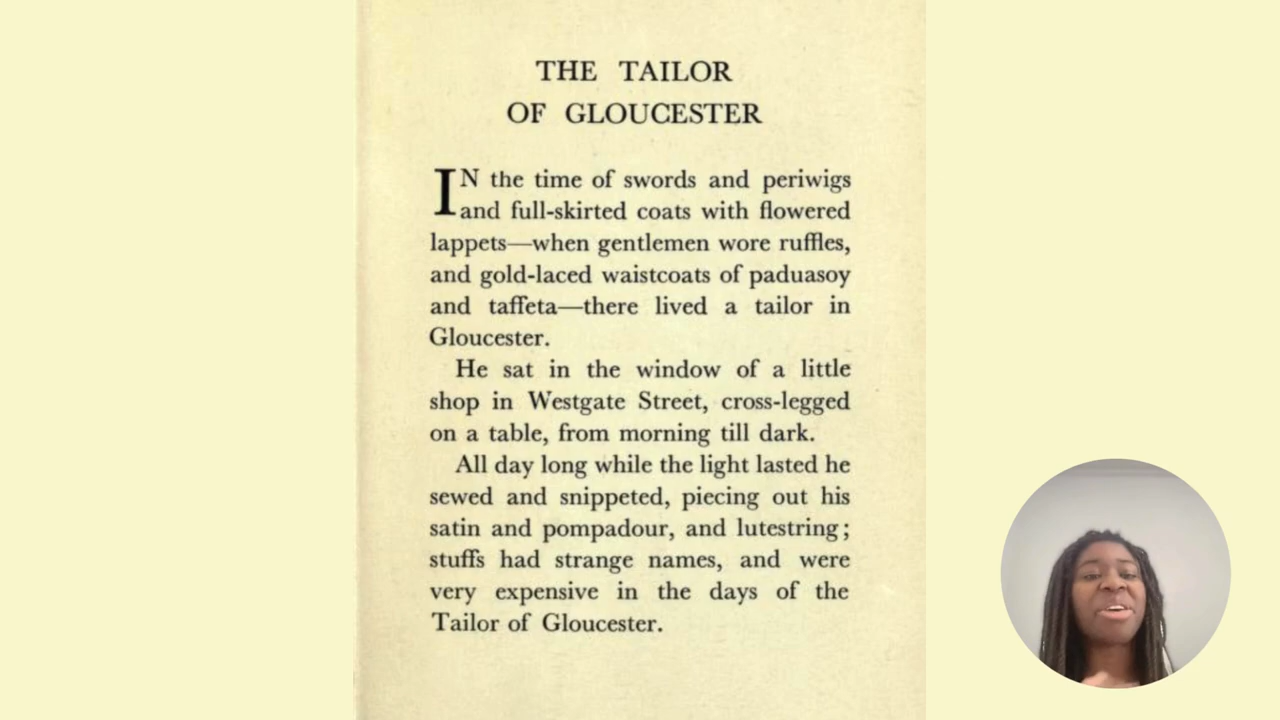 THE TAILOR
OF GLOUCESTER
IN the time of swords and periwigs
and full-skirted coats with flowered
lappets—when gentlemen wore ruffles,
and gold-laced waistcoats of paduasoy
and taffeta—there lived a tailor in
Gloucester.
He sat in the window of a little
shop in Westgate Street, cross-legged
on a table, from morning till dark.
All day long while the light lasted he
sewed and snippeted, piecing out his
satin and pompadour, and lutestring;
stuffs had strange names, and were
very expensive in the days of the
Tailor of Gloucester.